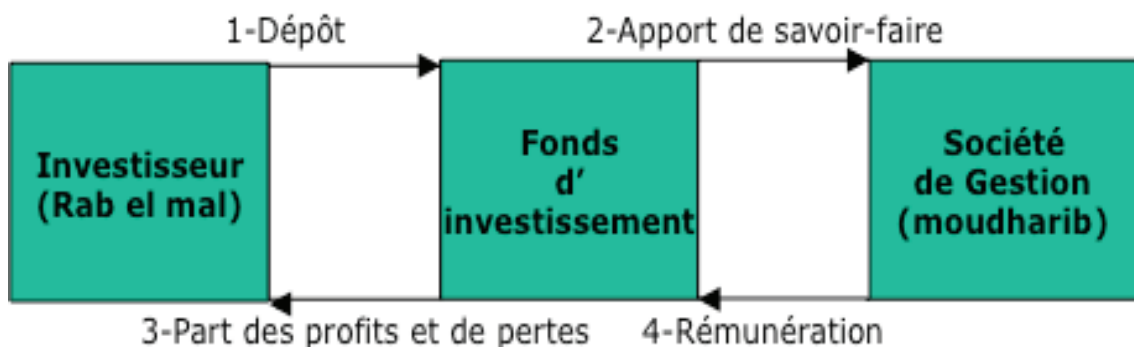 1-Dépôt
2-Apport de savoir-faire
Investisseur
(Rab el mal)
Fonds
d'
investissement
Société
de Gestion
(moudharib)
3-Part des profits et de pertes
4-Rémunération